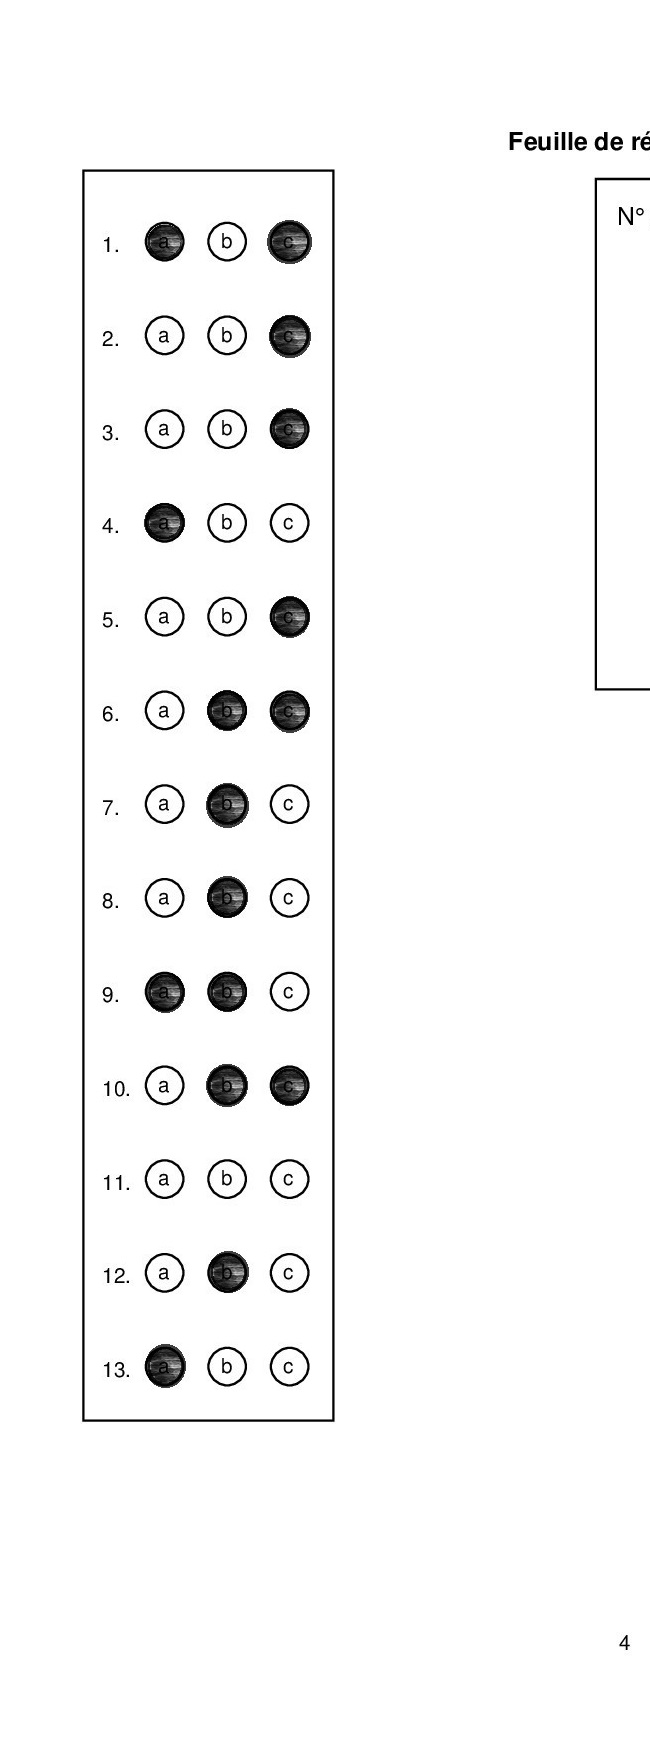 Feuille de ré
N°
1. a b c
2. a b c
3. a b c
4. a b c
5. a b c
6. a b c
7. a b c
8. a b c
9. a b c
10. a b c
11. a b c
12. a b c
13. a b c
4